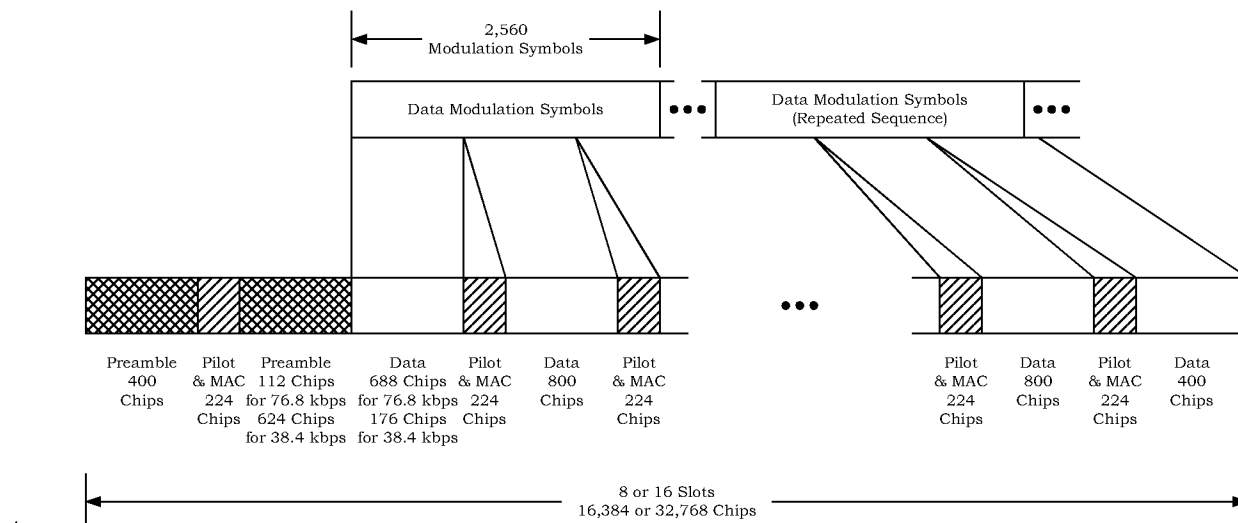 2,560
Modulation Symbols
Data Modulation Symbols
Data Modulation Symbols
(Repeated Sequence)
Preamble
400
Chips
Pilot
& MAC
224
Chips
Preamble
112 Chips
for 76.8 kbps
624 Chips
for 38.4 kbps
Data
688 Chips
for 76.8 kbps
176 Chips
for 38.4 kbps
Pilot
& MAC
224
Chips
Data
800
Chips
Pilot
& MAC
224
Chips
Pilot
& MAC
224
Chips
Data
800
Chips
Pilot
& MAC
224
Chips
Data
400
Chips
8 or 16 Slots
16,384 or 32,768 Chips